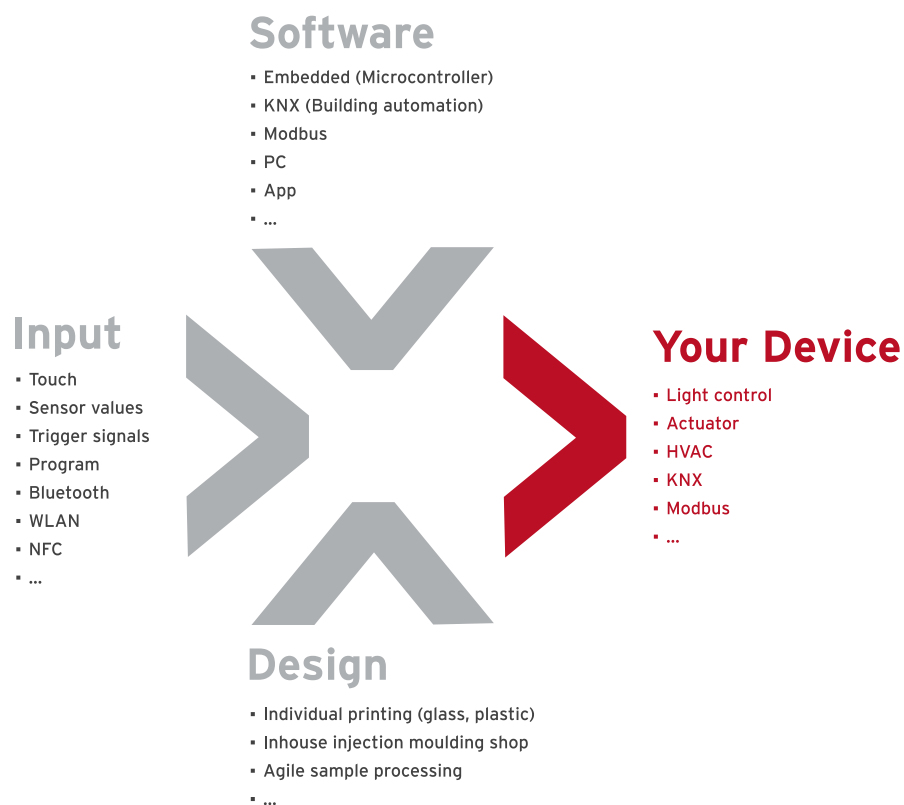 Software
▪ Embedded (Microcontroller)
▪ KNX (Building automation)
▪ Modbus
▪ PC
▪ App
▪ ...
Input
▪ Touch
▪ Sensor values
▪ Trigger signals
▪ Program
▪ Bluetooth
▪ WLAN
▪ NFC
▪ ...
Your Device
▪ Light control
▪ Actuator
▪ HVAC
▪ KNX
▪ Modbus
▪ ...
Design
▪ Individual printing (glass, plastic)
▪ Inhouse injection moulding shop
▪ Agile sample processing
▪ ...